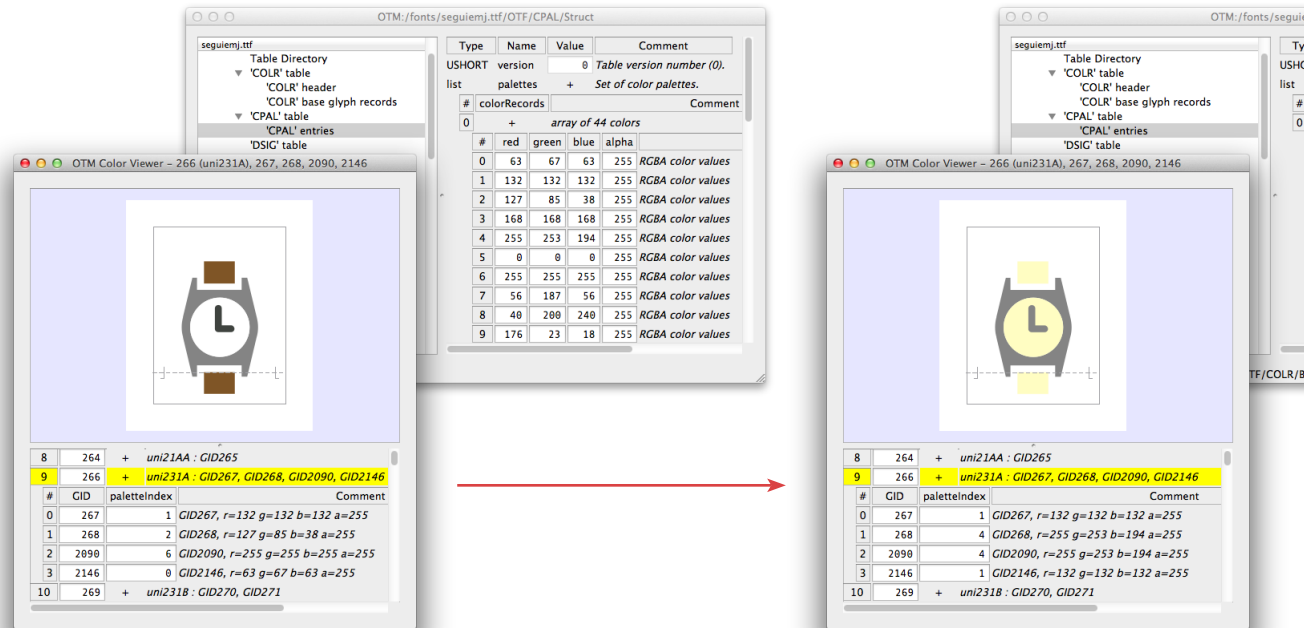 OTM:/fonts/seguiemj.ttf/OTF/CPAL/Struct
seguiemj.ttf
Table Directory
▼ 'COLR' table
'COLR' header
'COLR' base glyph records
▼ 'CPAL' table
'CPAL' entries
'DSIG' table
Type Name Value Comment
USHORT version 0 Table version number (0).
list palettes + Set of color palettes.
# colorRecords Comment
0 + array of 44 colors
# red green blue alpha
0 63 67 63 255 RGBA color values
1 132 132 132 255 RGBA color values
2 127 85 38 255 RGBA color values
3 168 168 168 255 RGBA color values
4 255 253 194 255 RGBA color values
5 0 0 0 255 RGBA color values
6 255 255 255 255 RGBA color values
7 56 187 56 255 RGBA color values
8 40 200 240 255 RGBA color values
9 176 23 18 255 RGBA color values
OTM Color Viewer – 266 (uni231A), 267, 268, 2090, 2146
8 264 + uni21AA : GID265
9 266 + uni231A : GID267, GID268, GID2090, GID2146
# GID paletteIndex Comment
0 267 1 GID267, r=132 g=132 b=132 a=255
1 268 2 GID268, r=127 g=85 b=38 a=255
2 2090 6 GID2090, r=255 g=255 b=255 a=255
3 2146 0 GID2146, r=63 g=67 b=63 a=255
10 269 + uni231B : GID270, GID271
OTM:/fonts/seguie
seguiemj.ttf
Table Directory
▼ 'COLR' table
'COLR' header
'COLR' base glyph records
▼ 'CPAL' table
'CPAL' entries
'DSIG' table
Ty
USHO
list
#
0
TF/COLR/B
OTM Color Viewer – 266 (uni231A), 267, 268, 2090, 2146
8 264 + uni21AA : GID265
9 266 + uni231A : GID267, GID268, GID2090, GID2146
# GID paletteIndex Comment
0 267 1 GID267, r=132 g=132 b=132 a=255
1 268 4 GID268, r=255 g=253 b=194 a=255
2 2090 4 GID2090, r=255 g=253 b=194 a=255
3 2146 1 GID2146, r=132 g=132 b=132 a=255
10 269 + uni231B : GID270, GID271